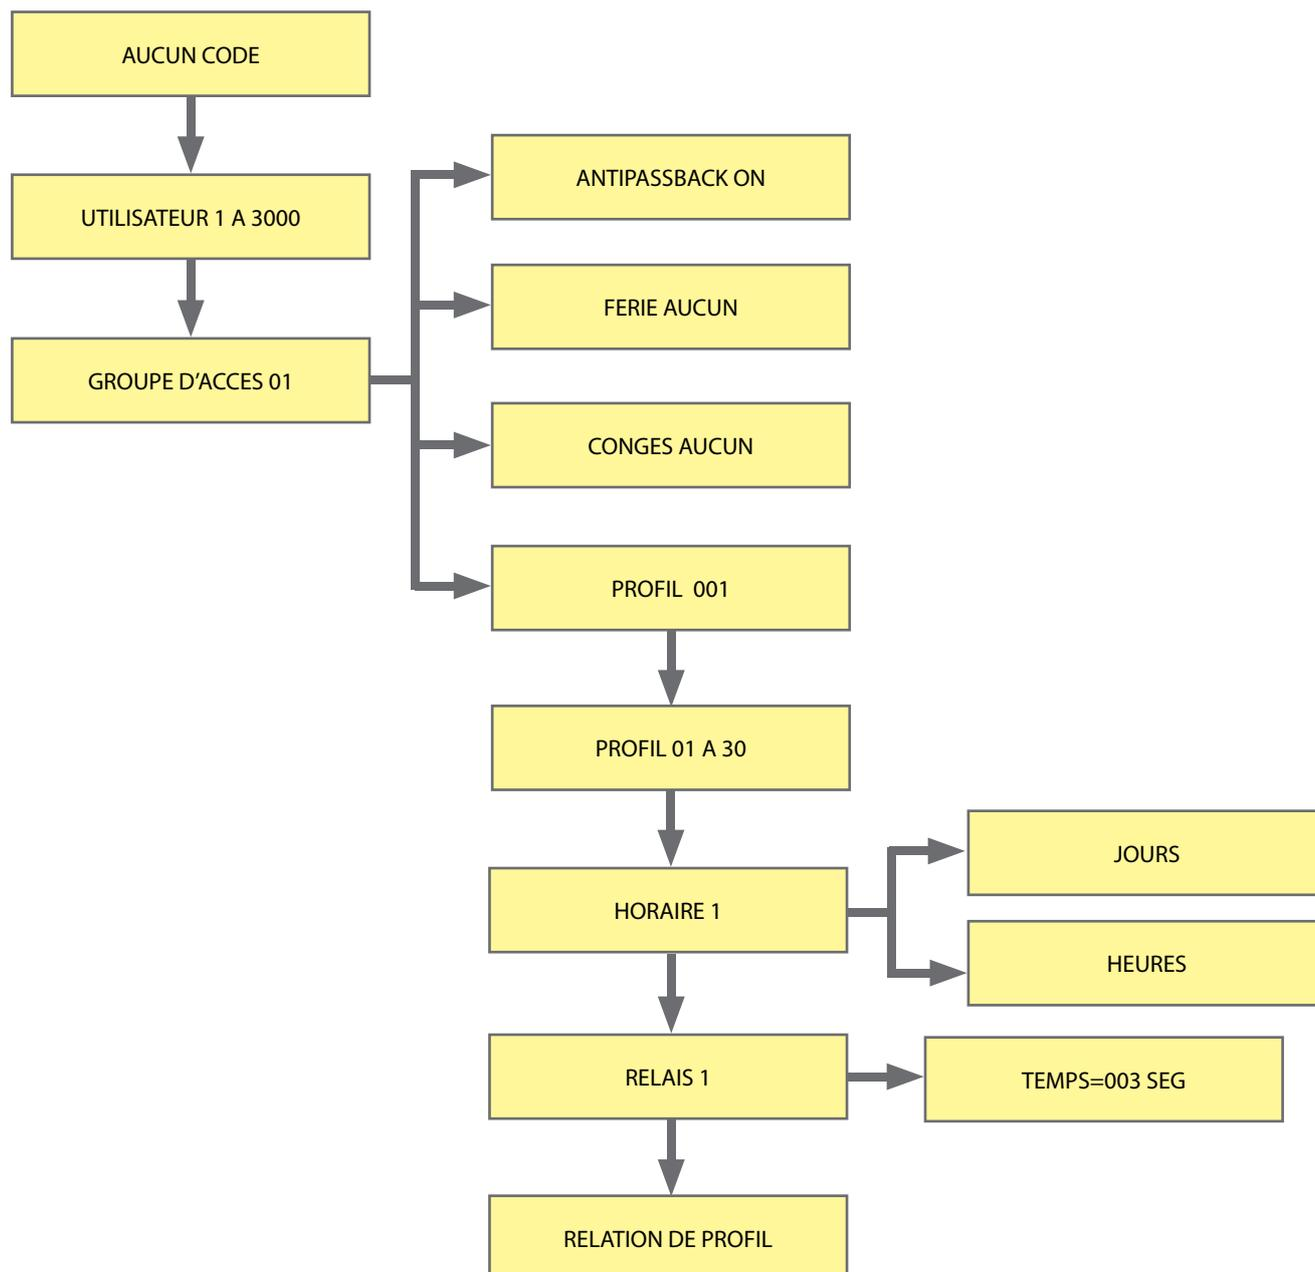 AUCUN CODE
UTILISATEUR 1 A 3000
GROUPE D'ACCES 01
ANTIPASSBACK ON
FERIE AUCUN
CONGES AUCUN
PROFIL  001
PROFIL 01 A 30
HORAIRE 1
JOURS
HEURES
RELAIS 1
TEMPS=003 SEG
RELATION DE PROFIL